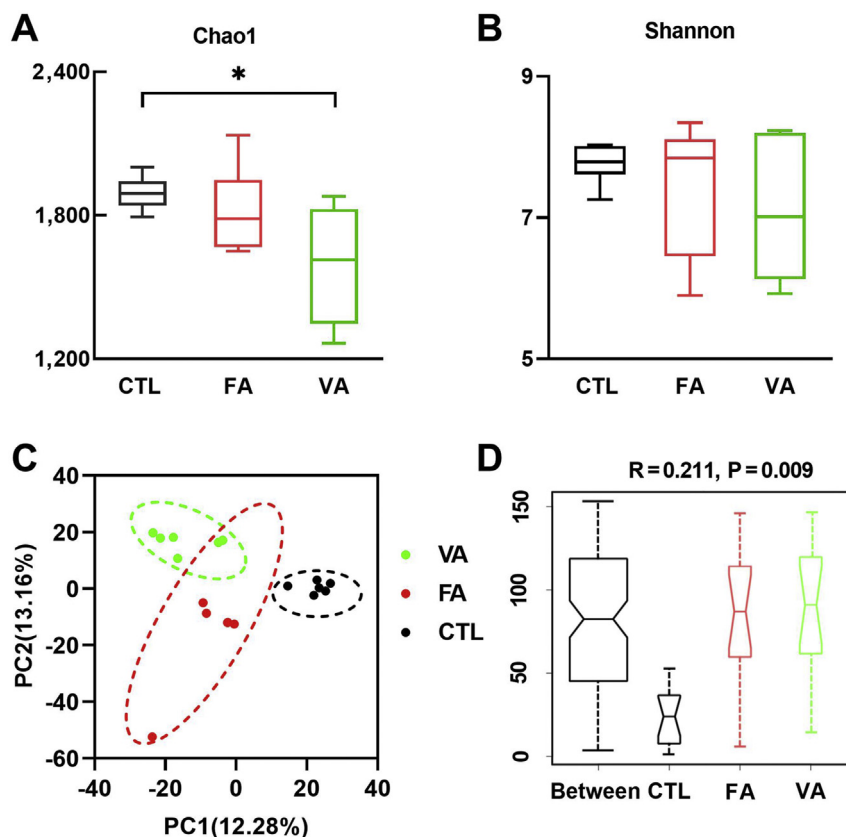 A
Chao1
2,400
1,800
1,200
*
CTL
FA
VA
B
Shannon
9
7
5
CTL
FA
VA
C
40
20
0
-20
-40
-60
PC2(13.16%)
-40
-20
0
20
40
PC1(12.28%)
VA
FA
CTL
D
R=0.211, P=0.009
150
100
50
0
Between
CTL
FA
VA